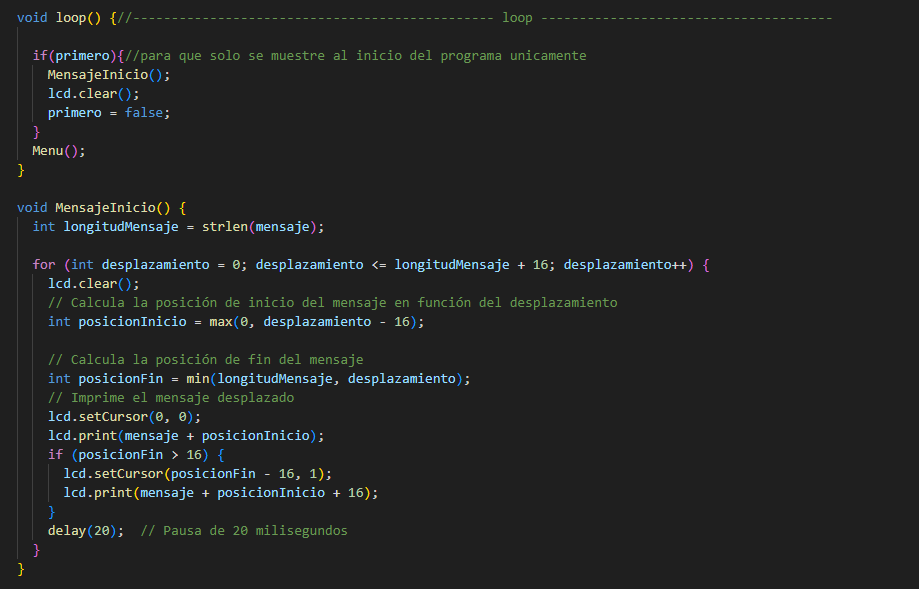 void loop() {//----------------------------------------------- loop --------------------------------------
if(primero){//para que solo se muestre al inicio del programa unicamente
MensajeInicio();
lcd.clear();
primero = false;
}
Menu();
}
void MensajeInicio() {
int longitudMensaje = strlen(mensaje);
for (int desplazamiento = 0; desplazamiento <= longitudMensaje + 16; desplazamiento++) {
lcd.clear();
// Calcula la posición de inicio del mensaje en función del desplazamiento
int posicionInicio = max(0, desplazamiento - 16);
// Calcula la posición de fin del mensaje
int posicionFin = min(longitudMensaje, desplazamiento);
// Imprime el mensaje desplazado
lcd.setCursor(0, 0);
lcd.print(mensaje + posicionInicio);
if (posicionFin > 16) {
lcd.setCursor(posicionFin - 16, 1);
lcd.print(mensaje + posicionInicio + 16);
}
delay(20);  // Pausa de 20 milisegundos
}
}